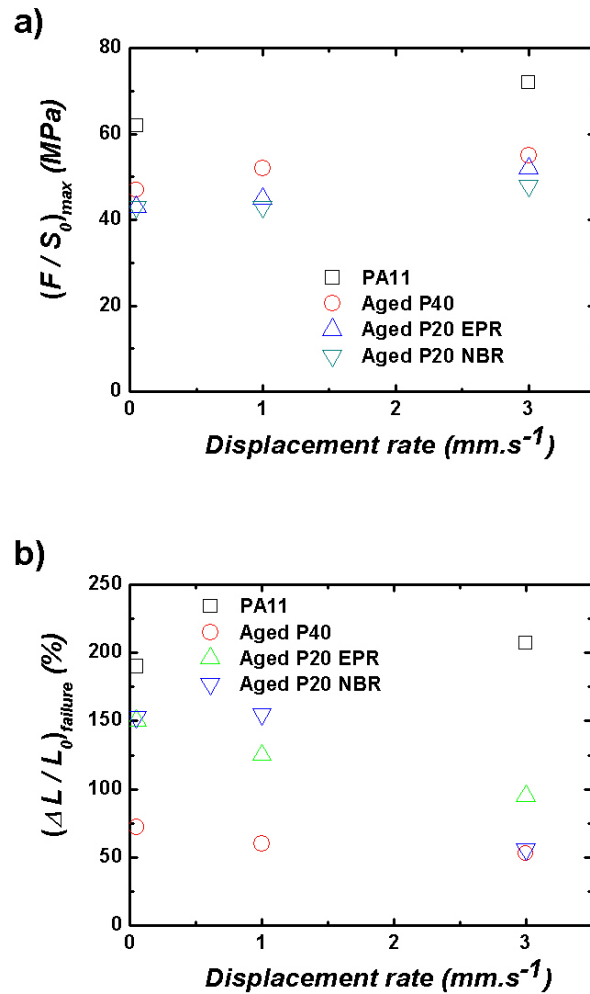 a)
80
60
40
20
0
(F / S0)max (MPa)
PA11
Aged P40
Aged P20 EPR
Aged P20 NBR
0 1 2 3
Displacement rate (mm.s-1)
b)
250
200
150
100
50
0
(Δ L / L0)failure (%)
PA11
Aged P40
Aged P20 EPR
Aged P20 NBR
0 1 2 3
Displacement rate (mm.s-1)